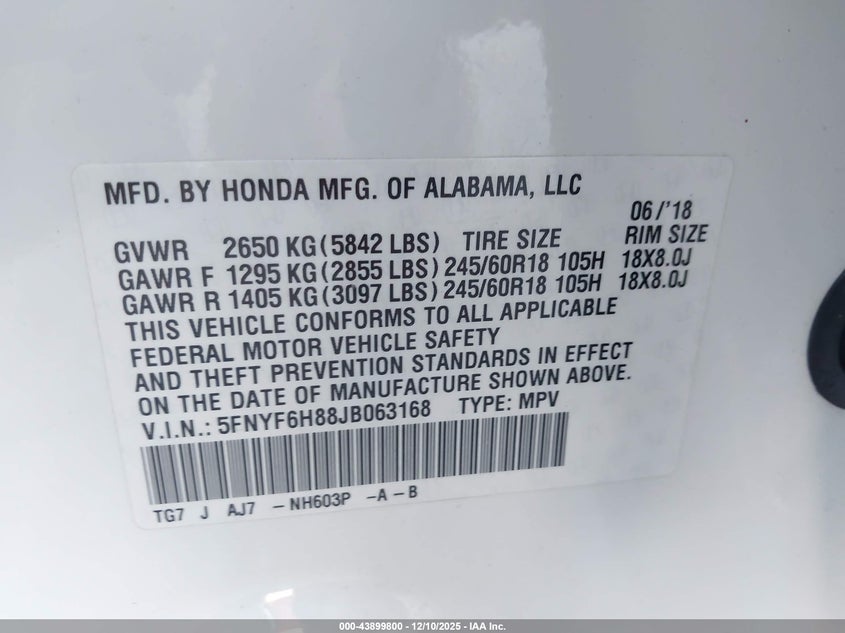 MFD. BY HONDA MFG. OF ALABAMA, LLC
06/'18
GVWR 2650 KG(5842 LBS) TIRE SIZE RIM SIZE
GAWR F 1295 KG(2855 LBS) 245/60R18 105H 18X8.0J
GAWR R 1405 KG(3097 LBS) 245/60R18 105H 18X8.0J
THIS VEHICLE CONFORMS TO ALL APPLICABLE
FEDERAL MOTOR VEHICLE SAFETY
AND THEFT PREVENTION STANDARDS IN EFFECT
ON THE DATE OF MANUFACTURE SHOWN ABOVE.
V.I.N.: 5FNYF6H88JB063168 TYPE: MPV
TG7 J AJ7 -NH603P -A-B
000-43899800 - 12/10/2025 - IAA Inc.